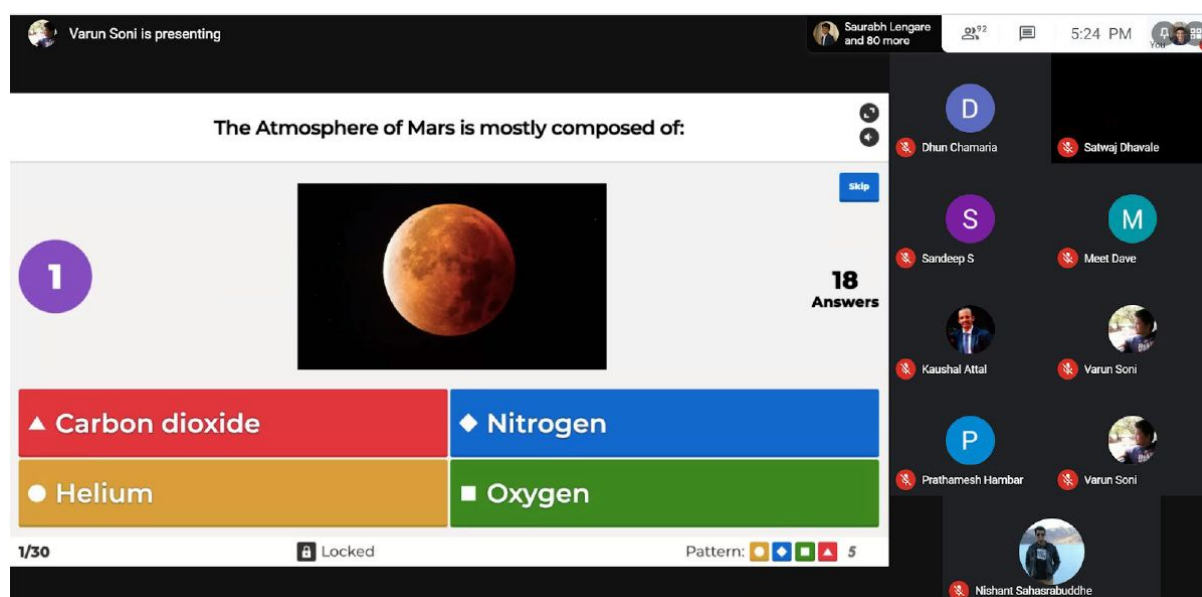 Varun Soni is presenting
Saurabh Lengare
and 80 more
92
5:24 PM
You
The Atmosphere of Mars is mostly composed of:
Skip
1
18
Answers
Carbon dioxide
Nitrogen
Helium
Oxygen
1/30
Locked
Pattern:
5
D
Dhun Chamaria
Satwaj Dhavale
S
Sandeep S
M
Meet Dave
Kaushal Attal
Varun Soni
P
Prathamesh Hambar
Varun Soni
Nishant Sahasrabuddhe